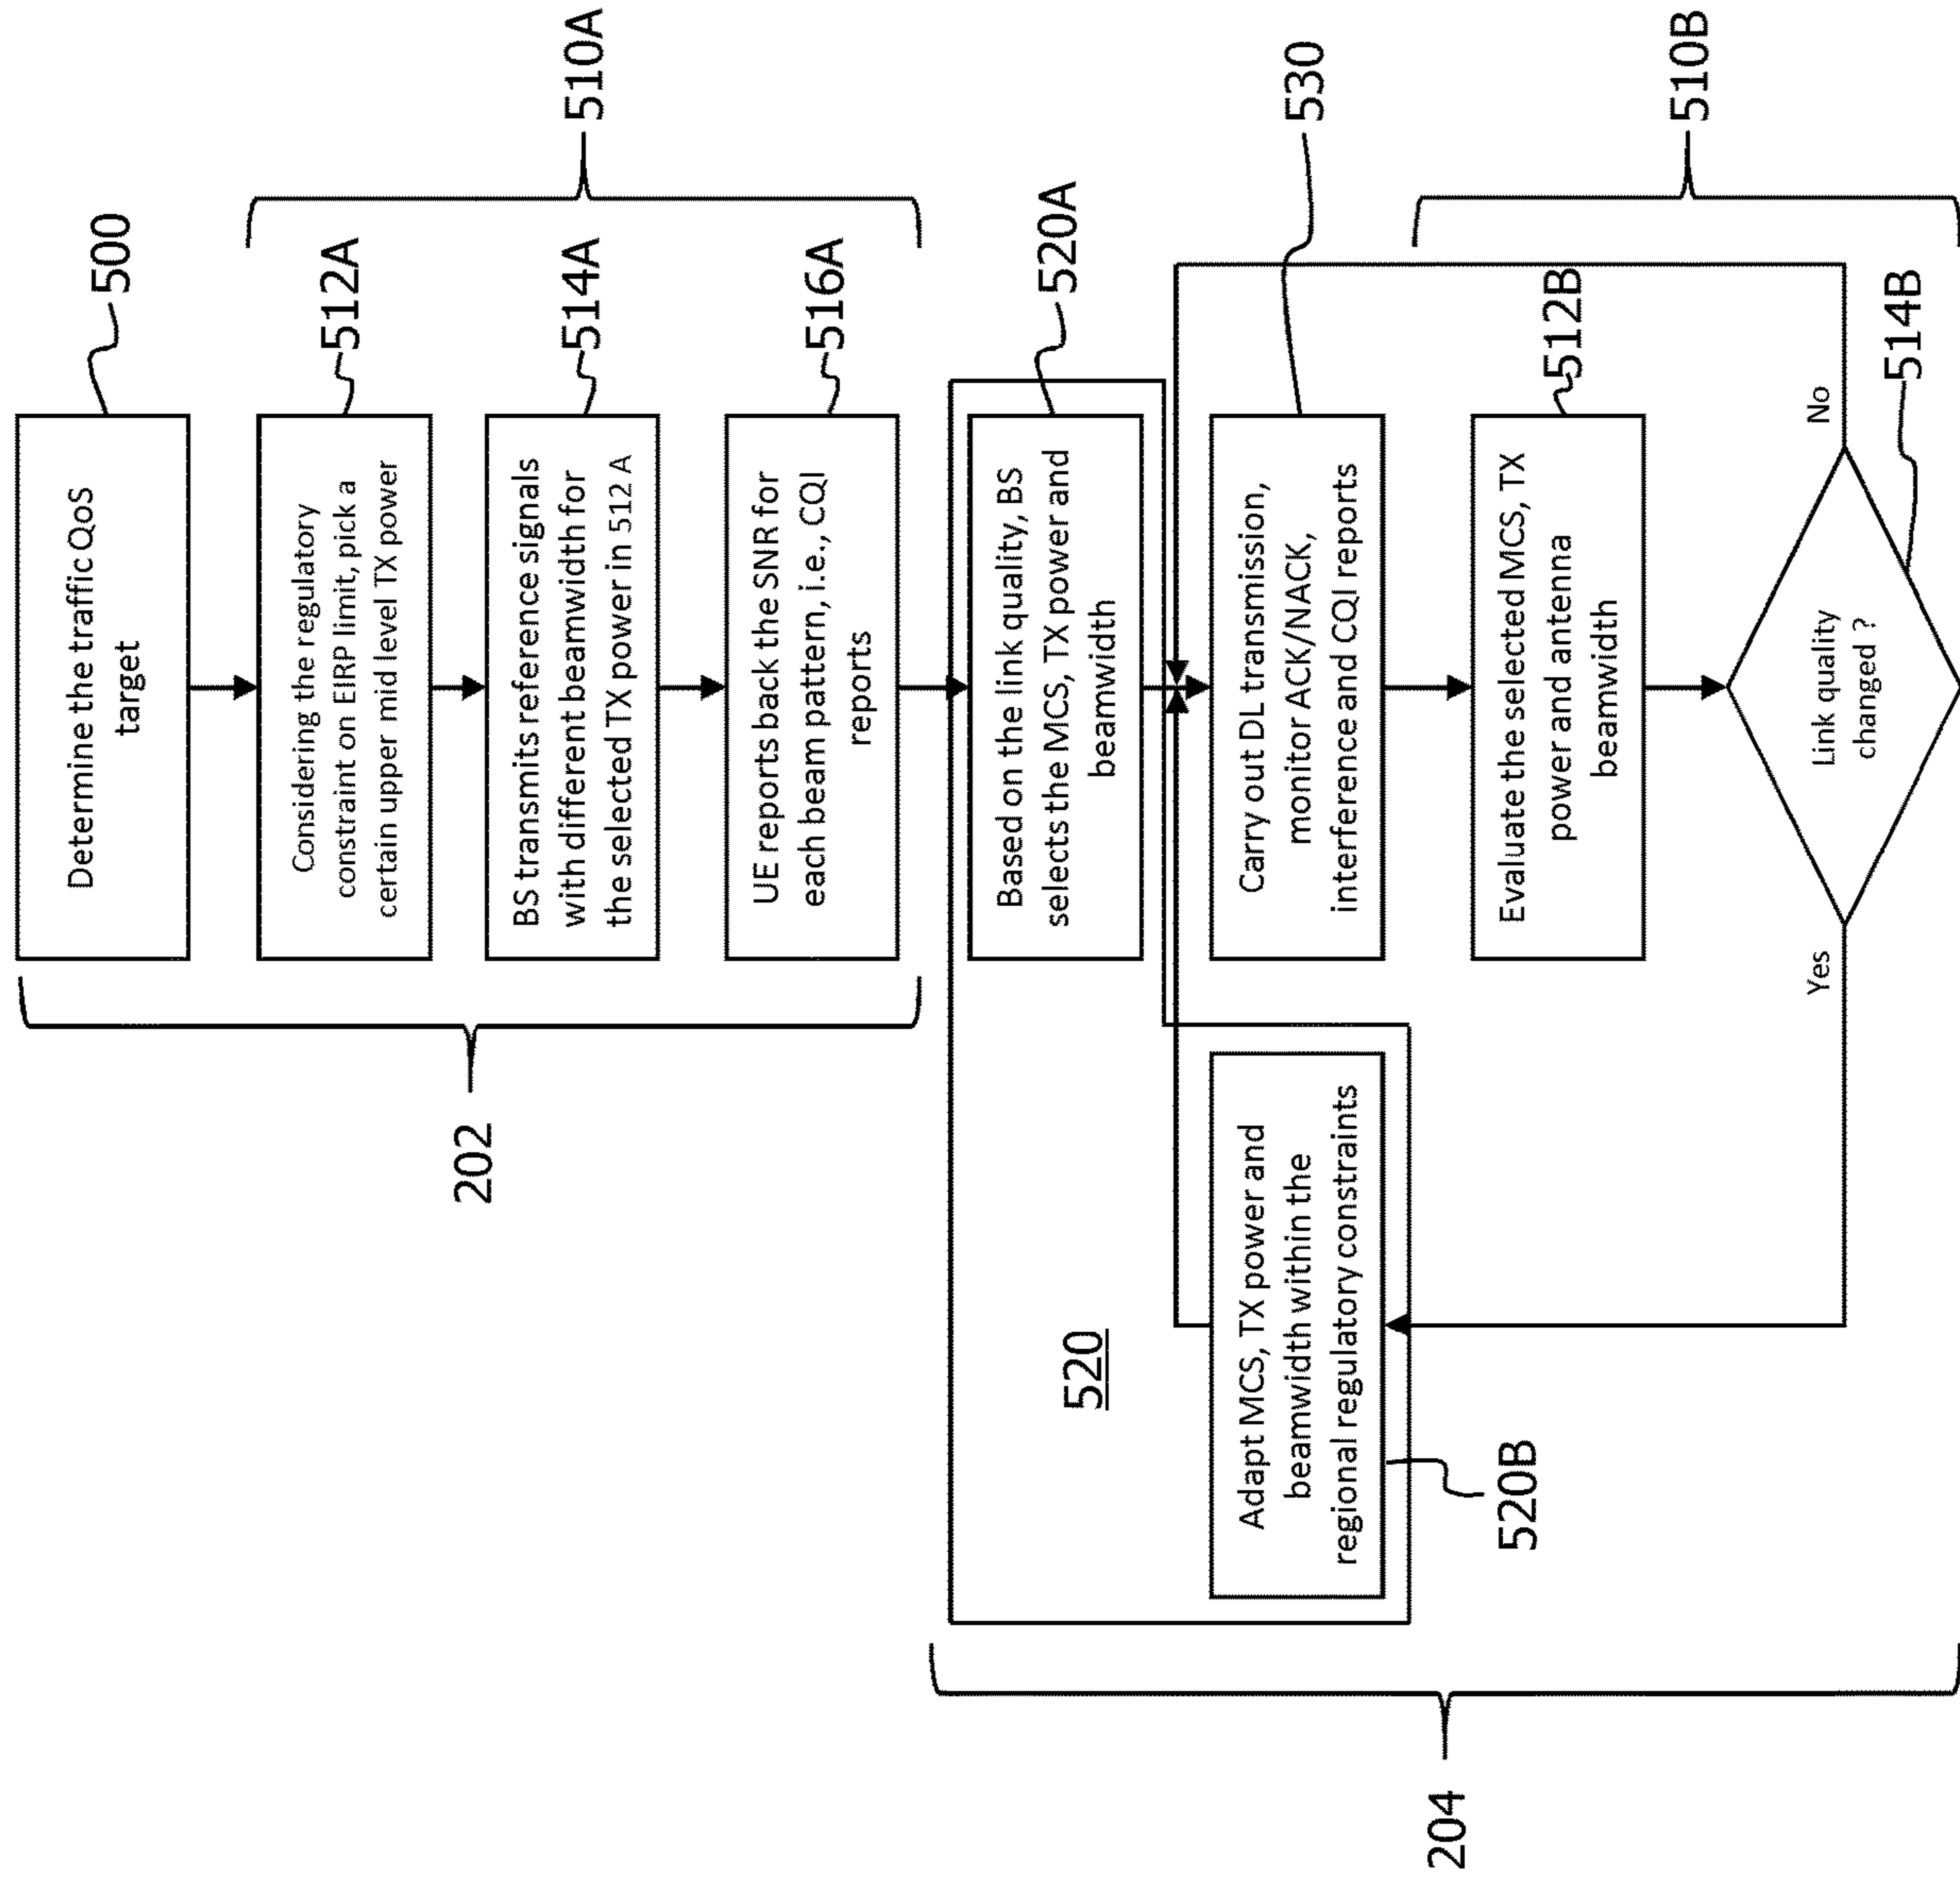 500
Determine the traffic QoS
target
510A
512A
Considering the regulatory
constraint on EIRP limit, pick a
certain upper mid level TX power
514A
BS transmits reference signals
with different beamwidth for
the selected TX power in 512 A
202
516A
UE reports back the SNR for
each beam pattern, i.e., CQI
reports
520A
Based on the link quality, BS
selects the MCS, TX power and
beamwidth
520
530
Carry out DL transmission,
monitor ACK/NACK,
interference and CQI reports
Adapt MCS, TX power and
beamwidth within the
regional regulatory constraints
520B
204
510B
512B
Evaluate the selected MCS, TX
power and antenna
beamwidth
Yes
No
Link quality
changed ?
514B